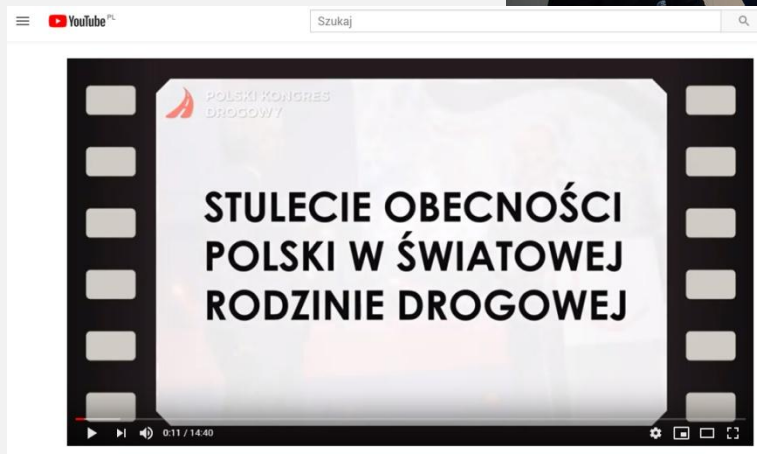 YouTube PL
Szukaj
POLSKI KONGRES
DROGOWY
STULECIE OBECNOŚCI
POLSKI W ŚWIATOWEJ
RODZINIE DROGOWEJ
0:11 / 14:40